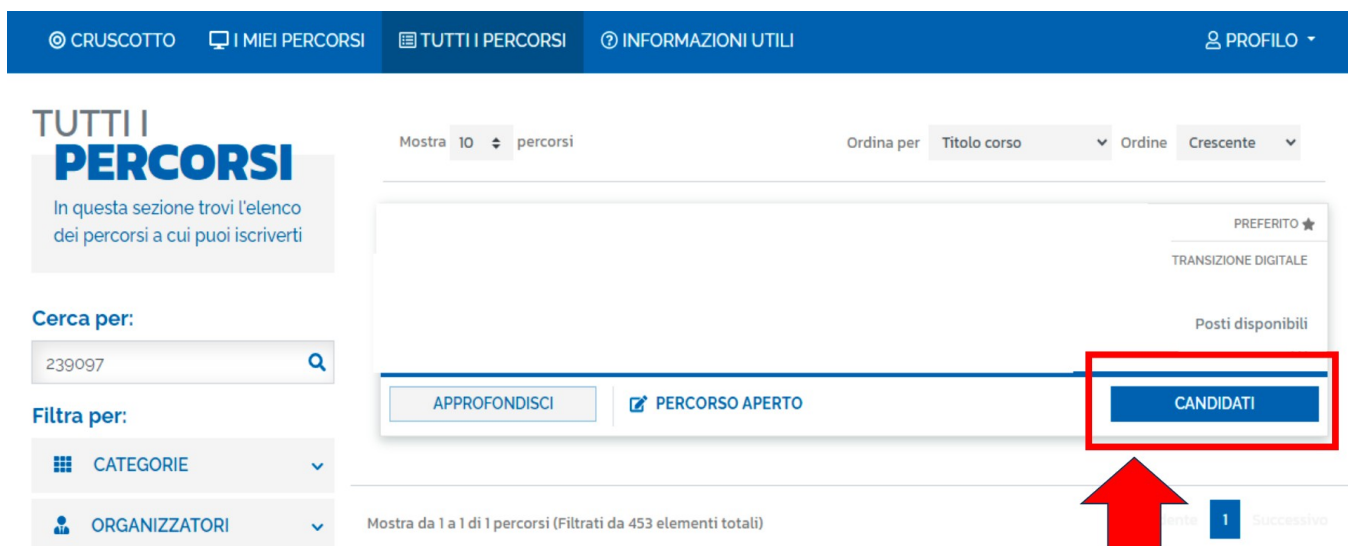 CRUSCOTTO I MIEI PERCORSI TUTTI I PERCORSI INFORMAZIONI UTILI PROFILO
TUTTI I
PERCORSI
In questa sezione trovi l'elenco
dei percorsi a cui puoi iscriverti
Cerca per:
239097
Filtra per:
CATEGORIE
ORGANIZZATORI
Mostra 10 percorsi Ordina per Titolo corso Ordine Crescente
PREFERITO
TRANSIZIONE DIGITALE
Posti disponibili
APPROFONDISCI PERCORSO APERTO CANDIDATI
Mostra da 1 a 1 di 1 percorsi (Filtrati da 453 elementi totali) 1 Successivo